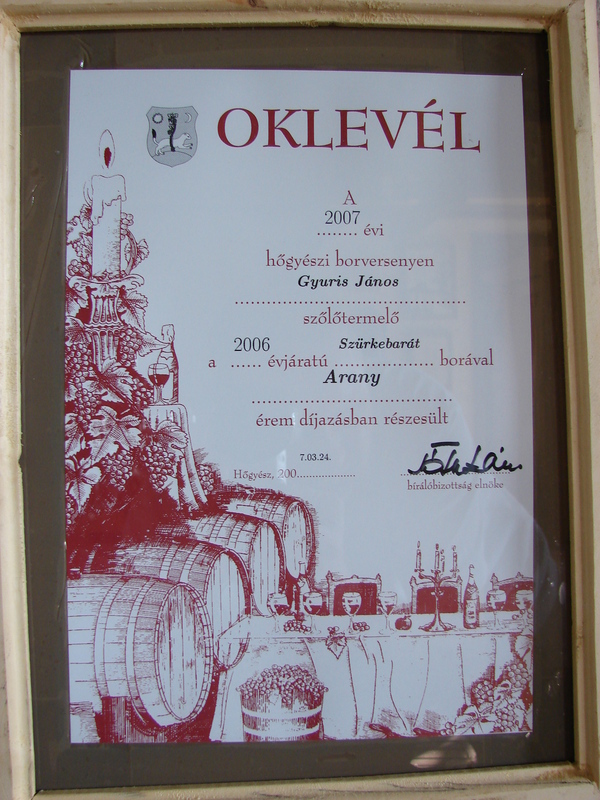 OKLEVÉL
A
2007
........ évi
hőgyészi borversenyen
Gyuris János
szőlőtermelő
a 2006 évjáratú Szürkebarát borával
Arany
érem díjazásban részesült
7.03.24.
Hőgyész, 200...................
bírálóbizottság elnöke